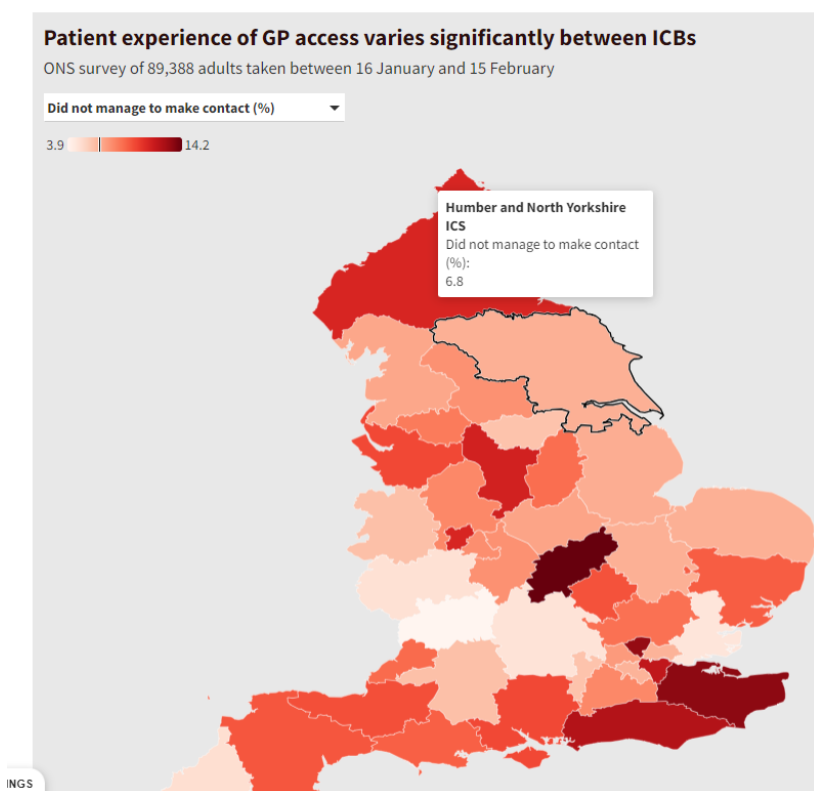 Patient experience of GP access varies significantly between ICBs
ONS survey of 89,388 adults taken between 16 January and 15 February
Did not manage to make contact (%)
3.9 14.2
Humber and North Yorkshire
ICS
Did not manage to make contact
(%):
6.8
INGS